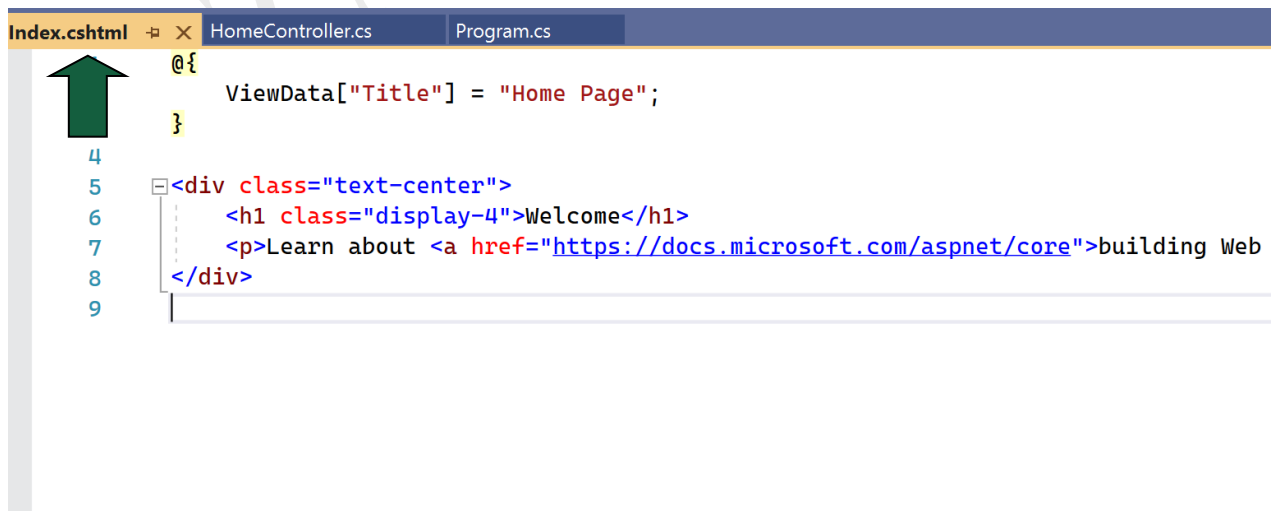 Index.cshtml HomeController.cs Program.cs
@{
ViewData["Title"] = "Home Page";
}
4
5 <div class="text-center">
6 <h1 class="display-4">Welcome</h1>
7 <p>Learn about <a href="https://docs.microsoft.com/aspnet/core">building Web
8 </div>
9